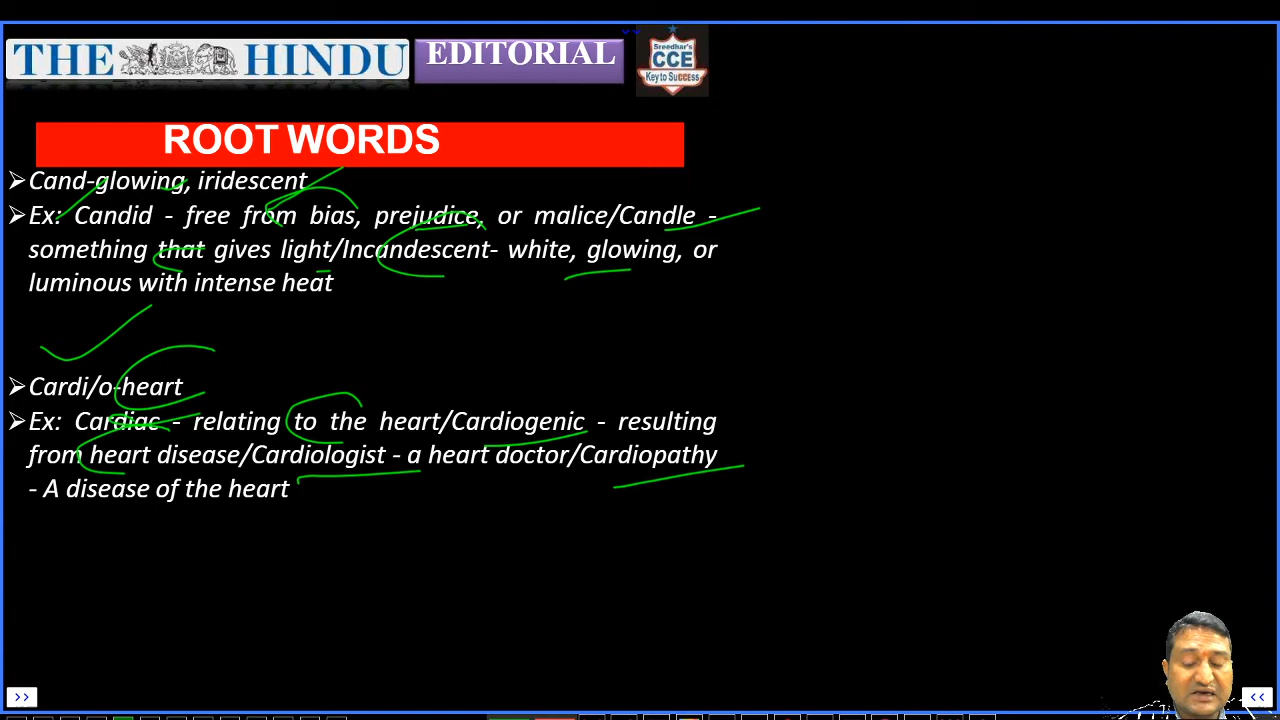 THE HINDU EDITORIAL
Sreedhar's
CCE
Key to SUccess
ROOT WORDS
➢Cand-glowing, iridescent
➢Ex: Candid - free from bias, prejudice, or malice/Candle -
something that gives light/Incandescent- white, glowing, or
luminous with intense heat
➢Cardi/o-heart
➢Ex: Cardiac - relating to the heart/Cardiogenic - resulting
from heart disease/Cardiologist - a heart doctor/Cardiopathy
- A disease of the heart
>>
<<